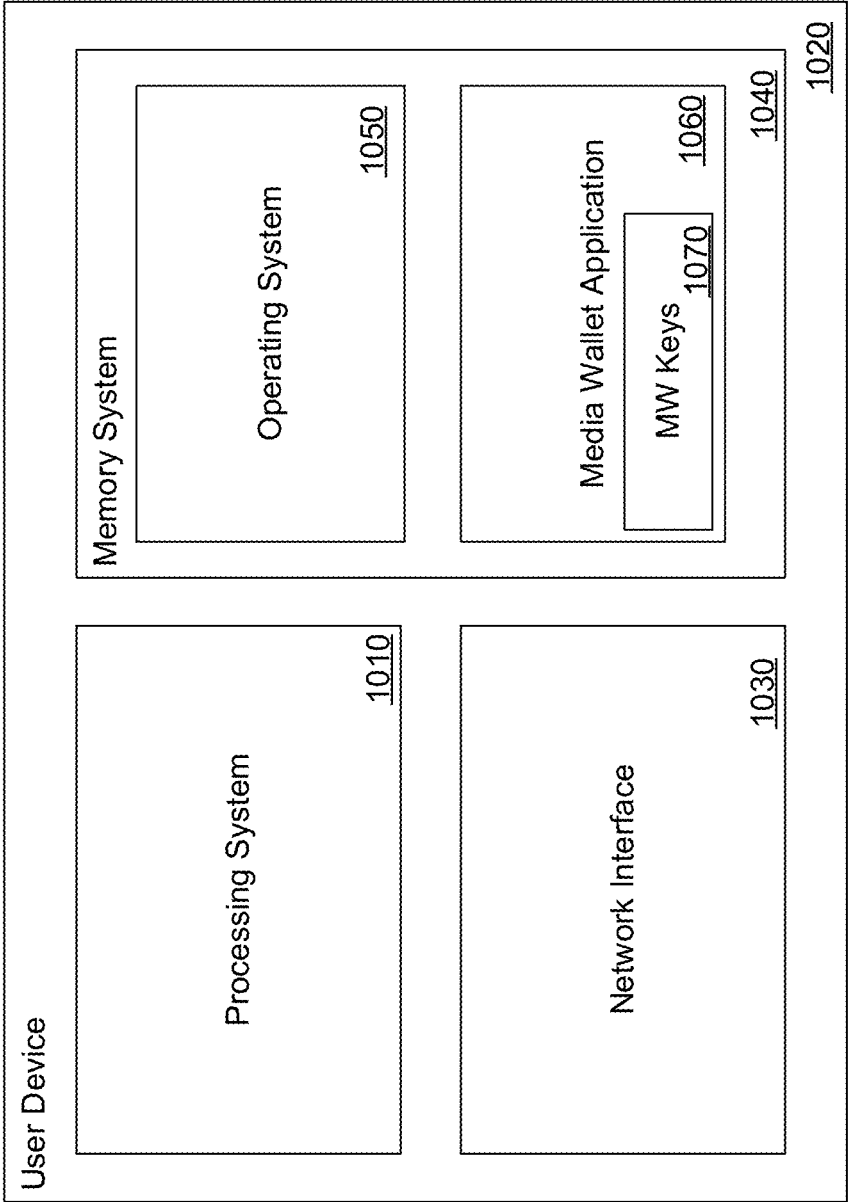 User Device
Processing System
1010
Memory System
Operating System
1050
Network Interface
1030
Media Wallet Application
MW Keys
1070
1060
1040
1020